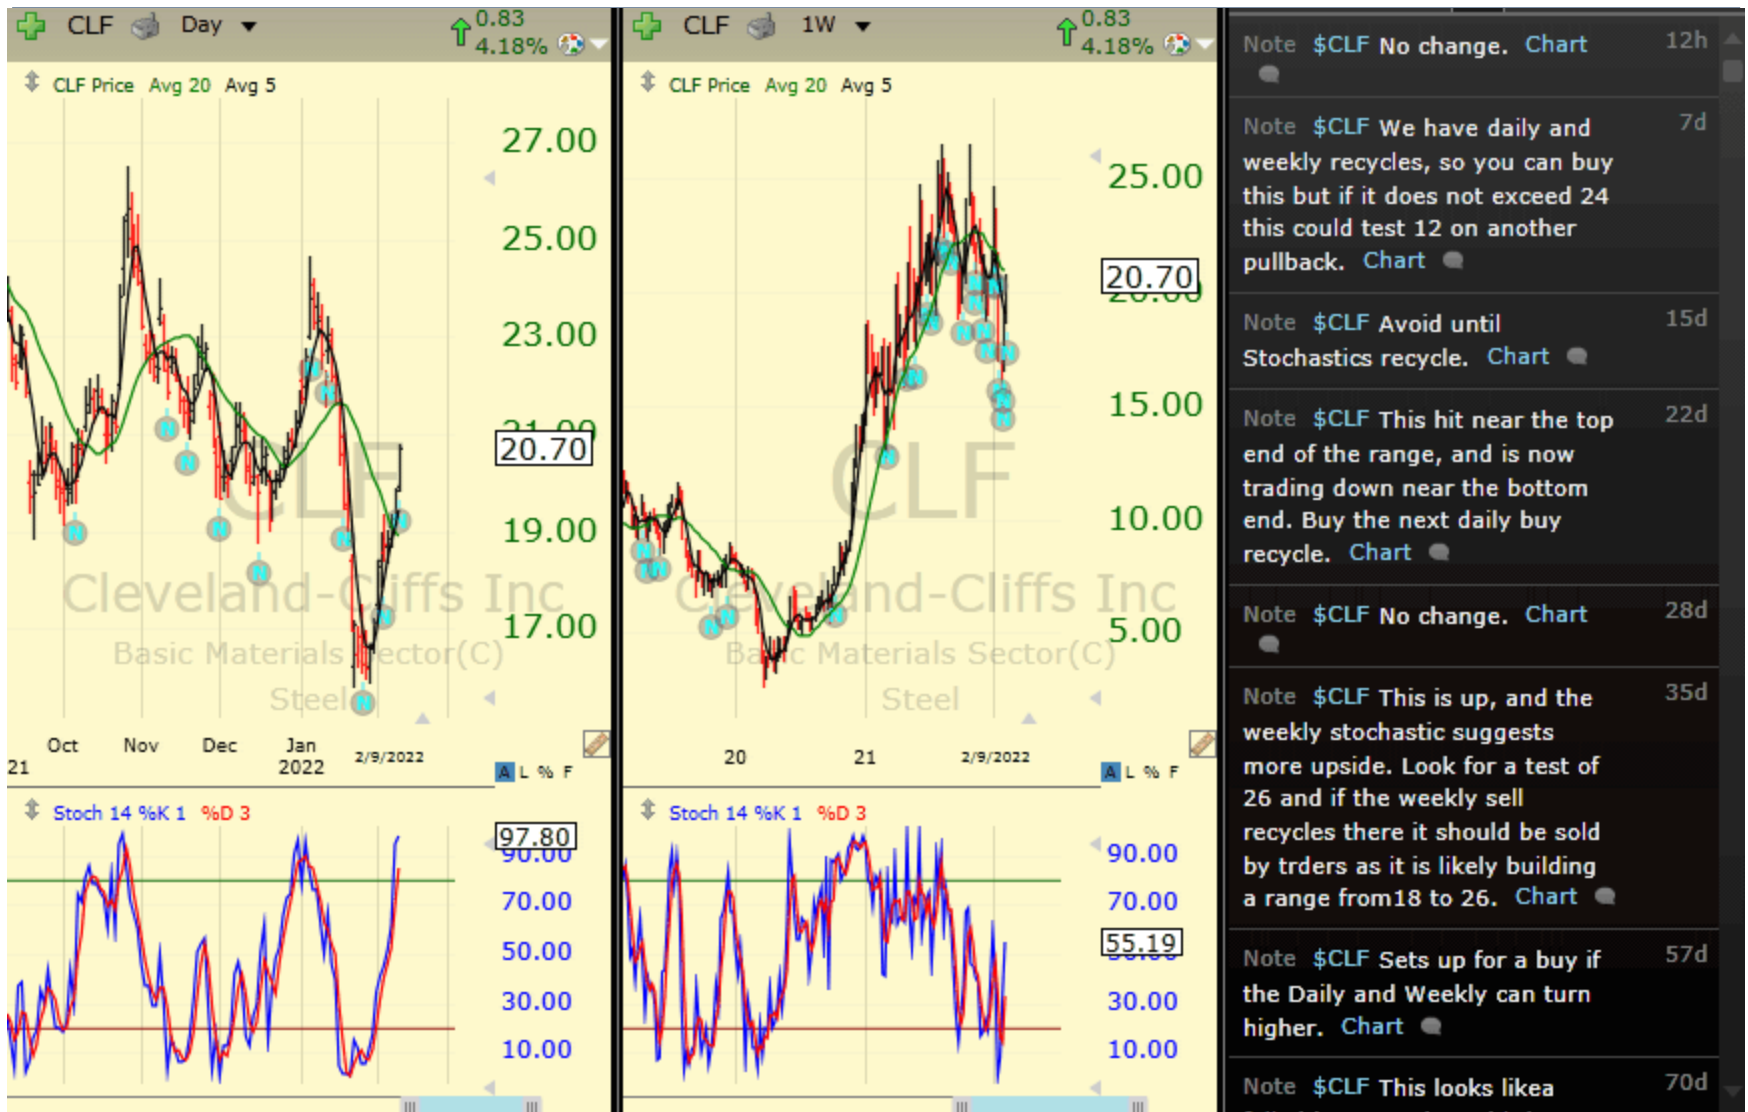 CLF Day
0.83
4.18%
CLF Price Avg 20 Avg 5
27.00
25.00
23.00
21.00
20.70
19.00
17.00
CLF
Cleveland-Cliffs Inc
Basic Materials Sector(C)
Steel
N
N
N
N
N
N
N
N
N
N
N
Oct Nov Dec Jan 2/9/2022
21 2022
A L % F
Stoch 14 %K 1 %D 3
97.80
90.00
70.00
50.00
30.00
10.00
CLF 1W
0.83
4.18%
CLF Price Avg 20 Avg 5
25.00
20.70
20.00
15.00
10.00
5.00
CLF
Cleveland-Cliffs Inc
Basic Materials Sector(C)
Steel
20 21 2/9/2022
A L % F
Stoch 14 %K 1 %D 3
90.00
70.00
55.19
50.00
30.00
10.00
Note $CLF No change. Chart 12h
Note $CLF We have daily and 7d
weekly recycles, so you can buy
this but if it does not exceed 24
this could test 12 on another
pullback. Chart
Note $CLF Avoid until 15d
Stochastics recycle. Chart
Note $CLF This hit near the top 22d
end of the range, and is now
trading down near the bottom
end. Buy the next daily buy
recycle. Chart
Note $CLF No change. Chart 28d
Note $CLF This is up, and the 35d
weekly stochastic suggests
more upside. Look for a test of
26 and if the weekly sell
recycles there it should be sold
by trders as it is likely building
a range from18 to 26. Chart
Note $CLF Sets up for a buy if 57d
the Daily and Weekly can turn
higher. Chart
Note $CLF This looks likea 70d